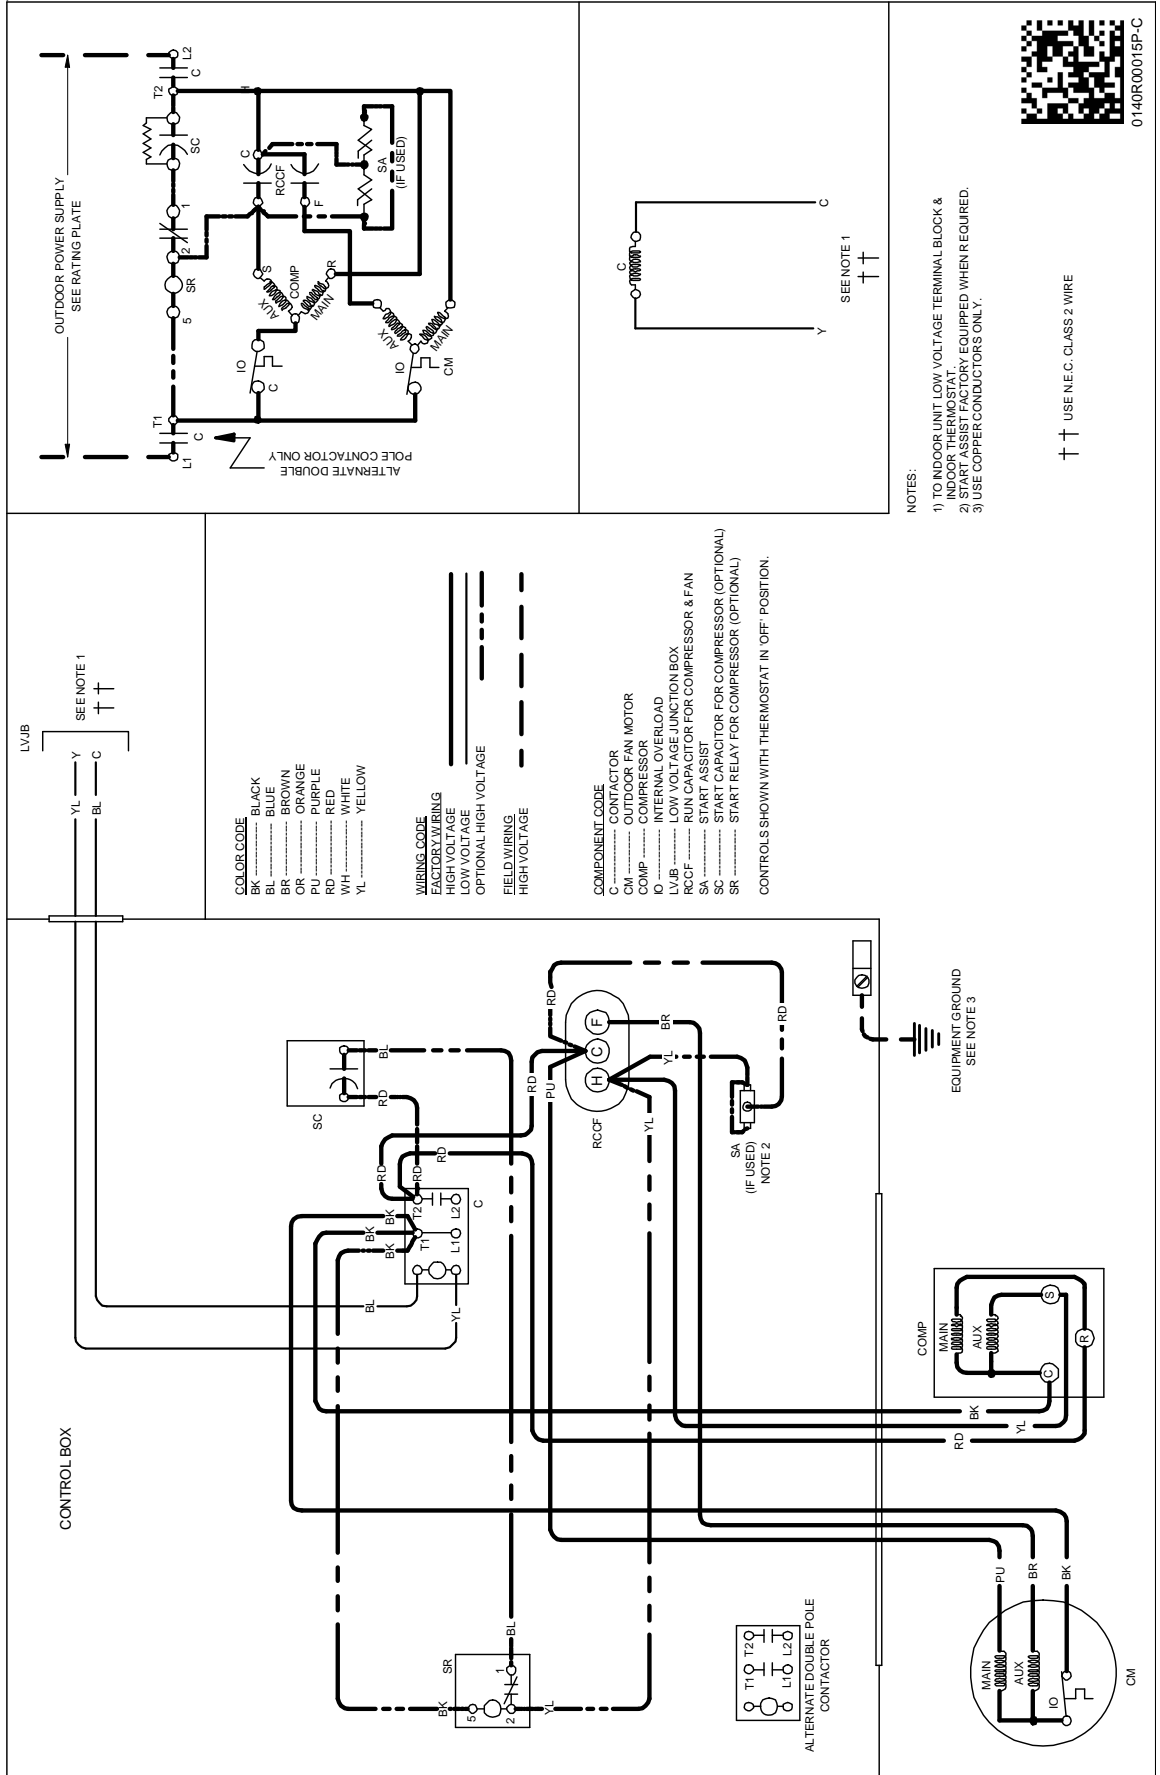 CONTROL BOX
LVJB
YL
Y
BL
C
SEE NOTE 1
†† 
SC
RD
BL
BK
BK
BK
RD
RD
RD
T1
T2
L1
L2
C
BL
YL
RD
PU
RD
H
C
F
RCCF
BR
YL
YL
RD
SA
(IF USED)
NOTE 2
SR
BK
5
2
1
BL
YL
T1
T2
L1
L2
ALTERNATE DOUBLE POLE
CONTACTOR
EQUIPMENT GROUND
SEE NOTE 3
COMP
MAIN
AUX
C
S
R
BK
YL
RD
PU
BR
BK
MAIN
AUX
IO
CM
COLOR CODE
BK ---------- BLACK
BL ---------- BLUE
BR ---------- BROWN
OR ---------- ORANGE
PU ---------- PURPLE
RD ---------- RED
WH ---------- WHITE
YL ---------- YELLOW
WIRING CODE
FACTORY WIRING
HIGH VOLTAGE
LOW VOLTAGE
OPTIONAL HIGH VOLTAGE
FIELD WIRING
HIGH VOLTAGE
COMPONENT CODE
C ---------- CONTACTOR
CM ---------- OUTDOOR FAN MOTOR
COMP ---------- COMPRESSOR
IO ---------- INTERNAL OVERLOAD
LVJB ---------- LOW VOLTAGE JUNCTION BOX
RCCF ---------- RUN CAPACITOR FOR COMPRESSOR & FAN
SA ---------- START ASSIST
SC ---------- START CAPACITOR FOR COMPRESSOR (OPTIONAL)
SR ---------- START RELAY FOR COMPRESSOR (OPTIONAL)
CONTROLS SHOWN WITH THERMOSTAT IN 'OFF' POSITION.
OUTDOOR POWER SUPPLY
SEE RATING PLATE
L1
C
T1
5
SR
2
1
SC
T2
C
L2
ALTERNATE DOUBLE
POLE CONTACTOR ONLY
IO
C
AUX
S
COMP
MAIN
R
H
C
RCCF
F
SA
(IF USED)
IO
AUX
MAIN
CM
C
Y
C
SEE NOTE 1
††
NOTES:
1) TO INDOOR UNIT LOW VOLTAGE TERMINAL BLOCK &
INDOOR THERMOSTAT.
2) START ASSIST FACTORY EQUIPPED WHEN REQUIRED.
3) USE COPPER CONDUCTORS ONLY.
†† USE N.E.C. CLASS 2 WIRE
0140R00015P-C